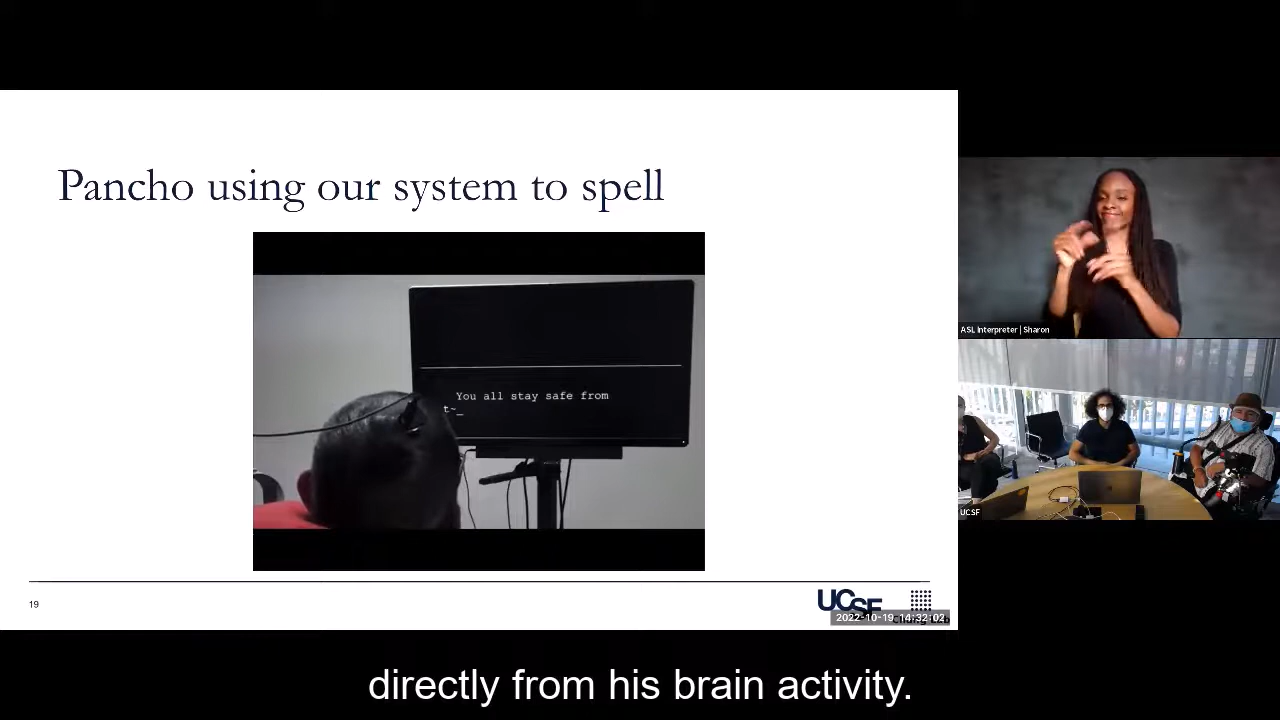 Pancho using our system to spell
You all stay safe from
t~_
19
UCSF
2022-10-19 14:32:02
ASL Interpreter | Sharon
UCSF
directly from his brain activity.